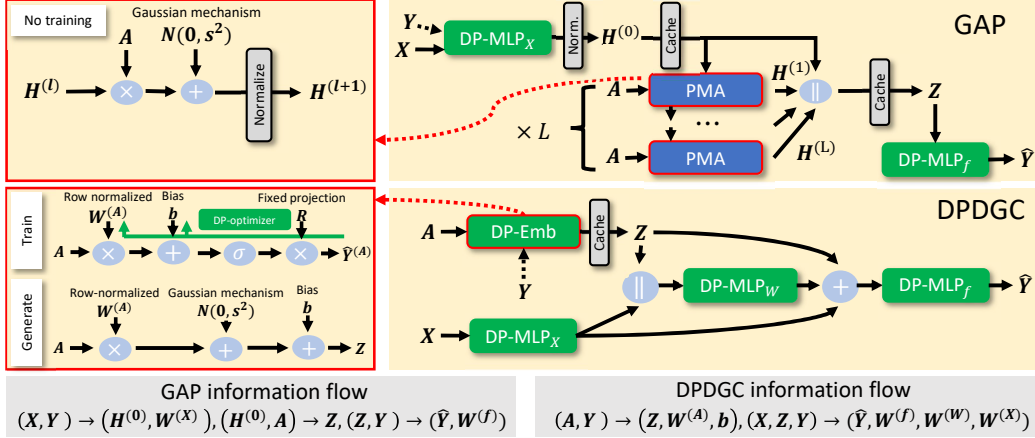 No training
Gaussian mechanism
A
N(0, s²)
H^(l)
×
+
Normalize
H^(l+1)
GAP
Y
X
DP-MLP_X
Norm.
H^(0)
Cache
× L
A
PMA
...
A
PMA
H^(1)
H^(L)
||
Cache
Z
DP-MLP_f
Ŷ
Train
Row normalized
W^(A)
Bias
b
DP-optimizer
Fixed projection
R
A
×
+
σ
×
Ŷ^(A)
Generate
Row-normalized
W^(A)
Gaussian mechanism
N(0, s²)
Bias
b
A
×
+
+
Z
DPDGC
A
DP-Emb
Cache
Z
Y
||
DP-MLP_W
+
DP-MLP_f
Ŷ
X
DP-MLP_X
GAP information flow
(X, Y) → (H^(0), W^(X)), (H^(0), A) → Z, (Z, Y) → (Ŷ, W^(f))
DPDGC information flow
(A, Y) → (Z, W^(A), b), (X, Z, Y) → (Ŷ, W^(f), W^(W), W^(X))